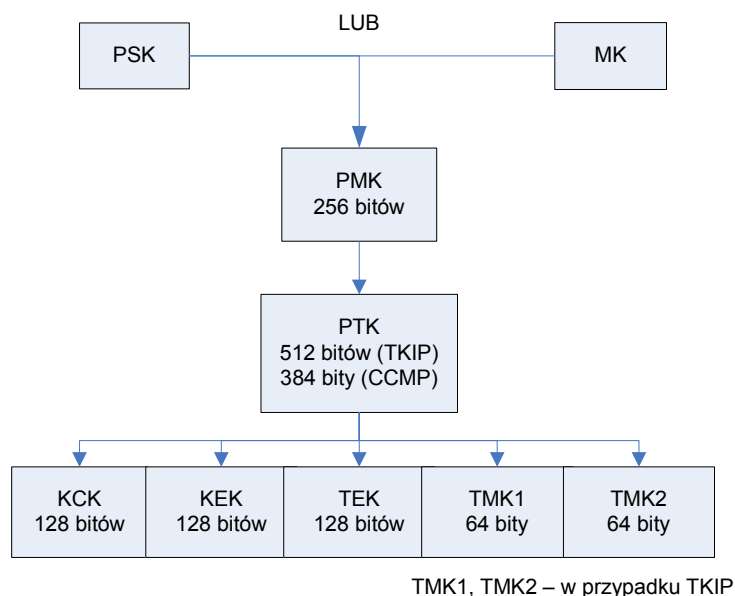 LUB
PSK
MK
PMK
256 bitów
PTK
512 bitów (TKIP)
384 bity (CCMP)
KCK
128 bitów
KEK
128 bitów
TEK
128 bitów
TMK1
64 bity
TMK2
64 bity
TMK1, TMK2 – w przypadku TKIP